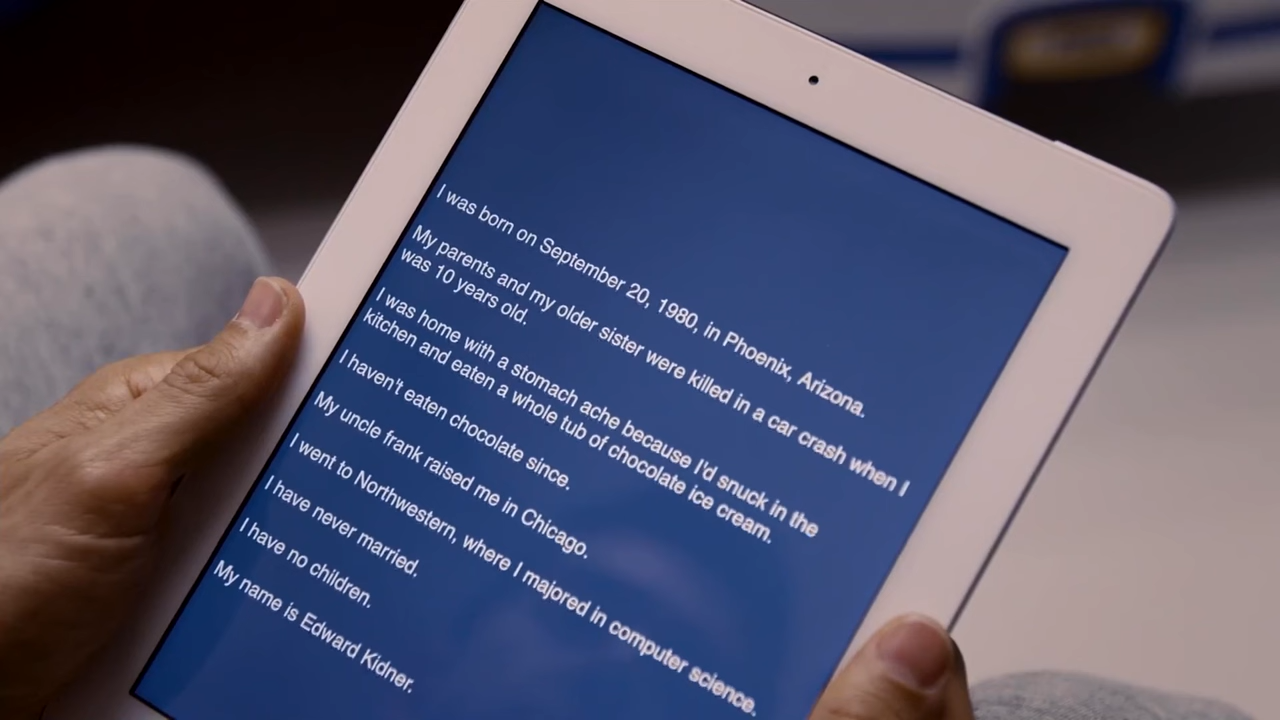 I was born on September 20, 1980, in Phoenix, Arizona.
My parents and my older sister were killed in a car crash when I
was 10 years old.
I was home with a stomach ache because I'd snuck in the
kitchen and eaten a whole tub of chocolate ice cream.
I haven't eaten chocolate since.
My uncle frank raised me in Chicago.
I went to Northwestern, where I majored in computer science.
I have never married.
I have no children.
My name is Edward Kidner.